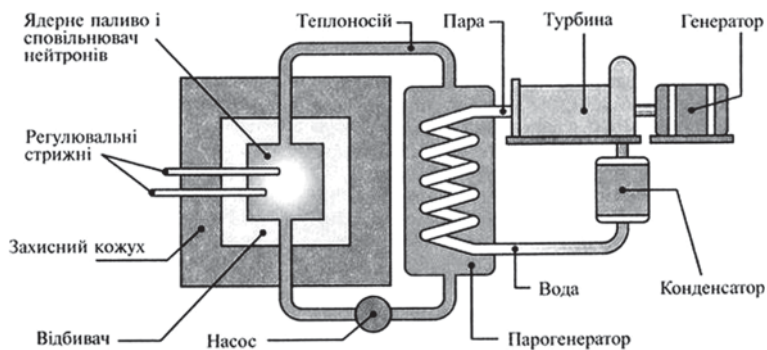 Ядерне паливо і
сповільнювач
нейтронів
Теплоносій
Пара
Турбина
Генератор
Регулювальні
стрижні
Захисний кожух
Відбивач
Насос
Вода
Конденсатор
Парогенератор